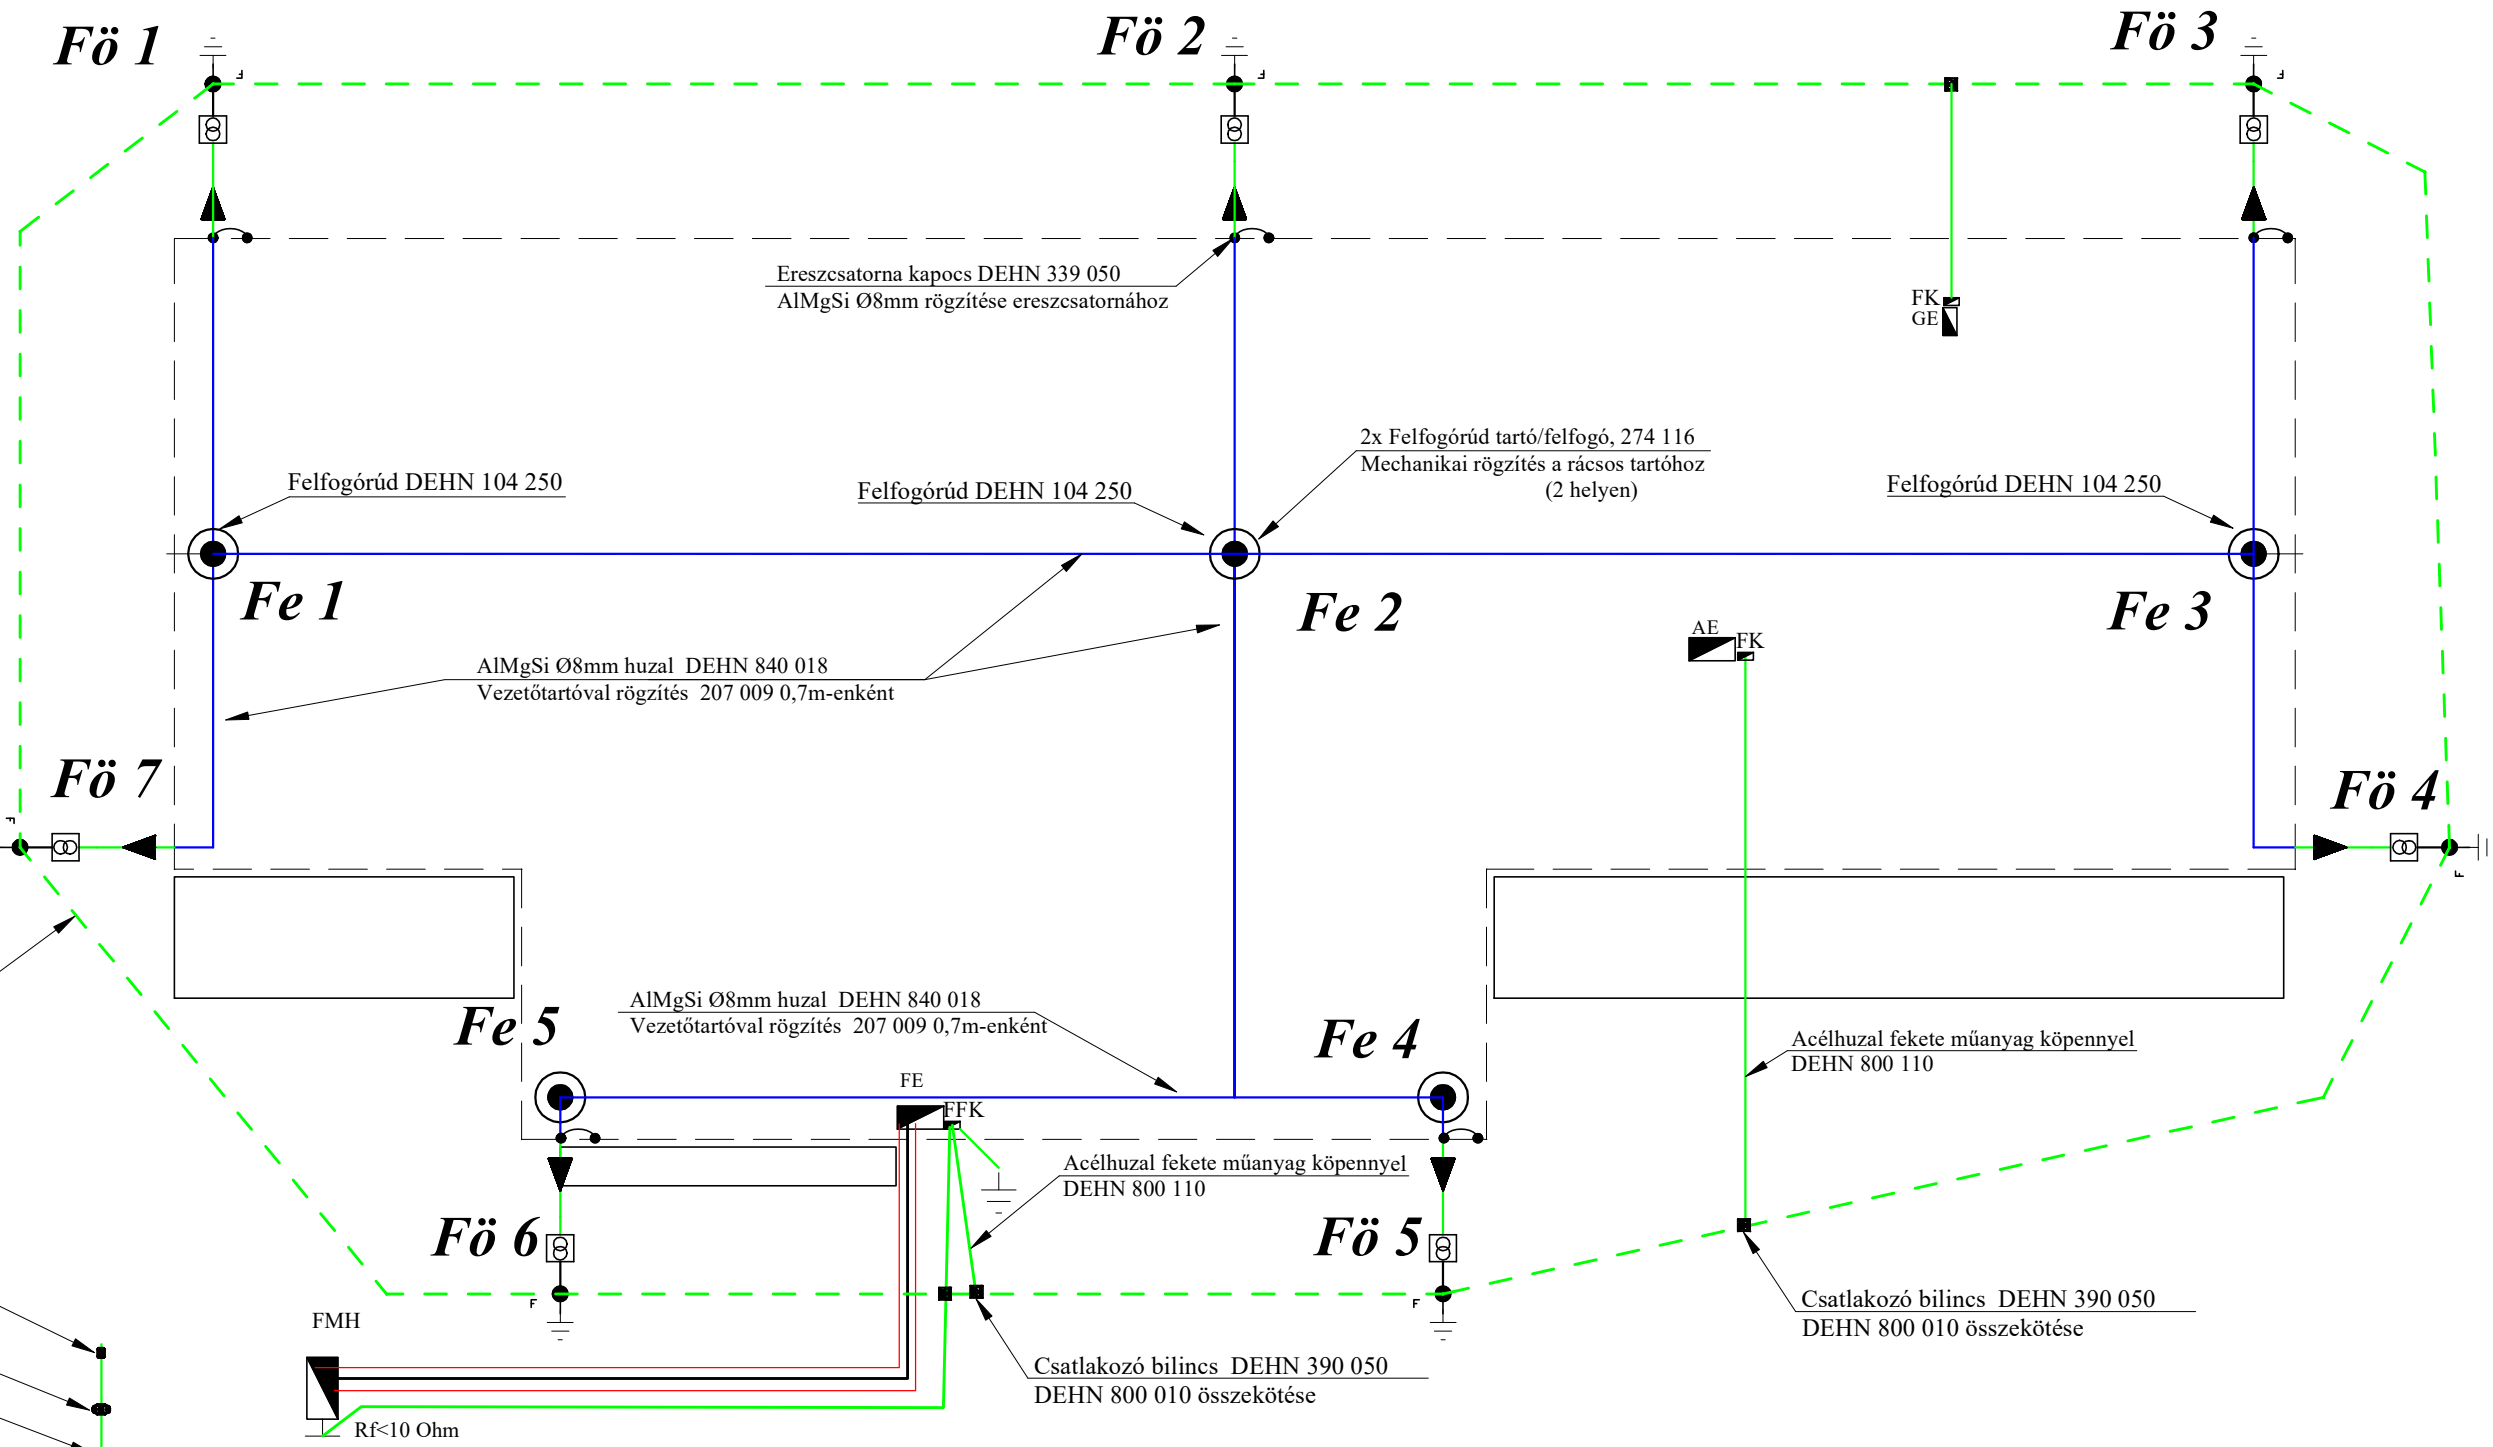 Fö 1
Fö 2
Fö 3
F
F
F
Ereszcsatorna kapocs DEHN 339 050
AlMgSi Ø8mm rögzítése ereszcsatornához
FK
GE
2x Felfogórúd tartó/felfogó, 274 116
Mechanikai rögzítés a rácsos tartóhoz
(2 helyen)
Felfogórúd DEHN 104 250
Felfogórúd DEHN 104 250
Felfogórúd DEHN 104 250
Fe 1
Fe 2
Fe 3
AE
FK
AlMgSi Ø8mm huzal DEHN 840 018
Vezetőtartóval rögzítés 207 009 0,7m-enként
Fö 7
Fö 4
F
F
AlMgSi Ø8mm huzal DEHN 840 018
Vezetőtartóval rögzítés 207 009 0,7m-enként
Fe 5
Fe 4
Acélhuzal fekete műanyag köpennyel
DEHN 800 110
FE
FFK
Acélhuzal fekete műanyag köpennyel
DEHN 800 110
Fö 6
Fö 5
F
F
FMH
Csatlakozó bilincs DEHN 390 050
DEHN 800 010 összekötése
Csatlakozó bilincs DEHN 390 050
DEHN 800 010 összekötése
Rf<10 Ohm